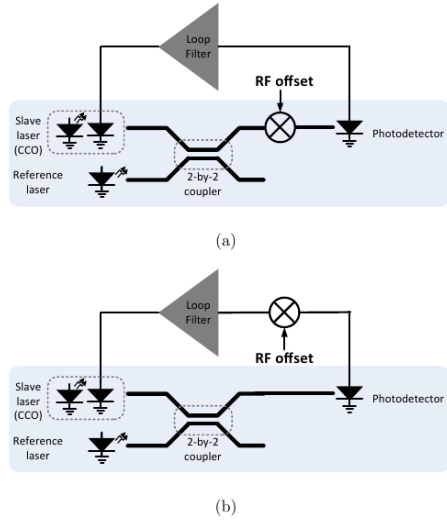 Loop
Filter
RF offset
Slave
laser
(CCO)
Photodetector
Reference
laser
2-by-2
coupler
(a)
Loop
Filter
RF offset
Slave
laser
(CCO)
Photodetector
Reference
laser
2-by-2
coupler
(b)